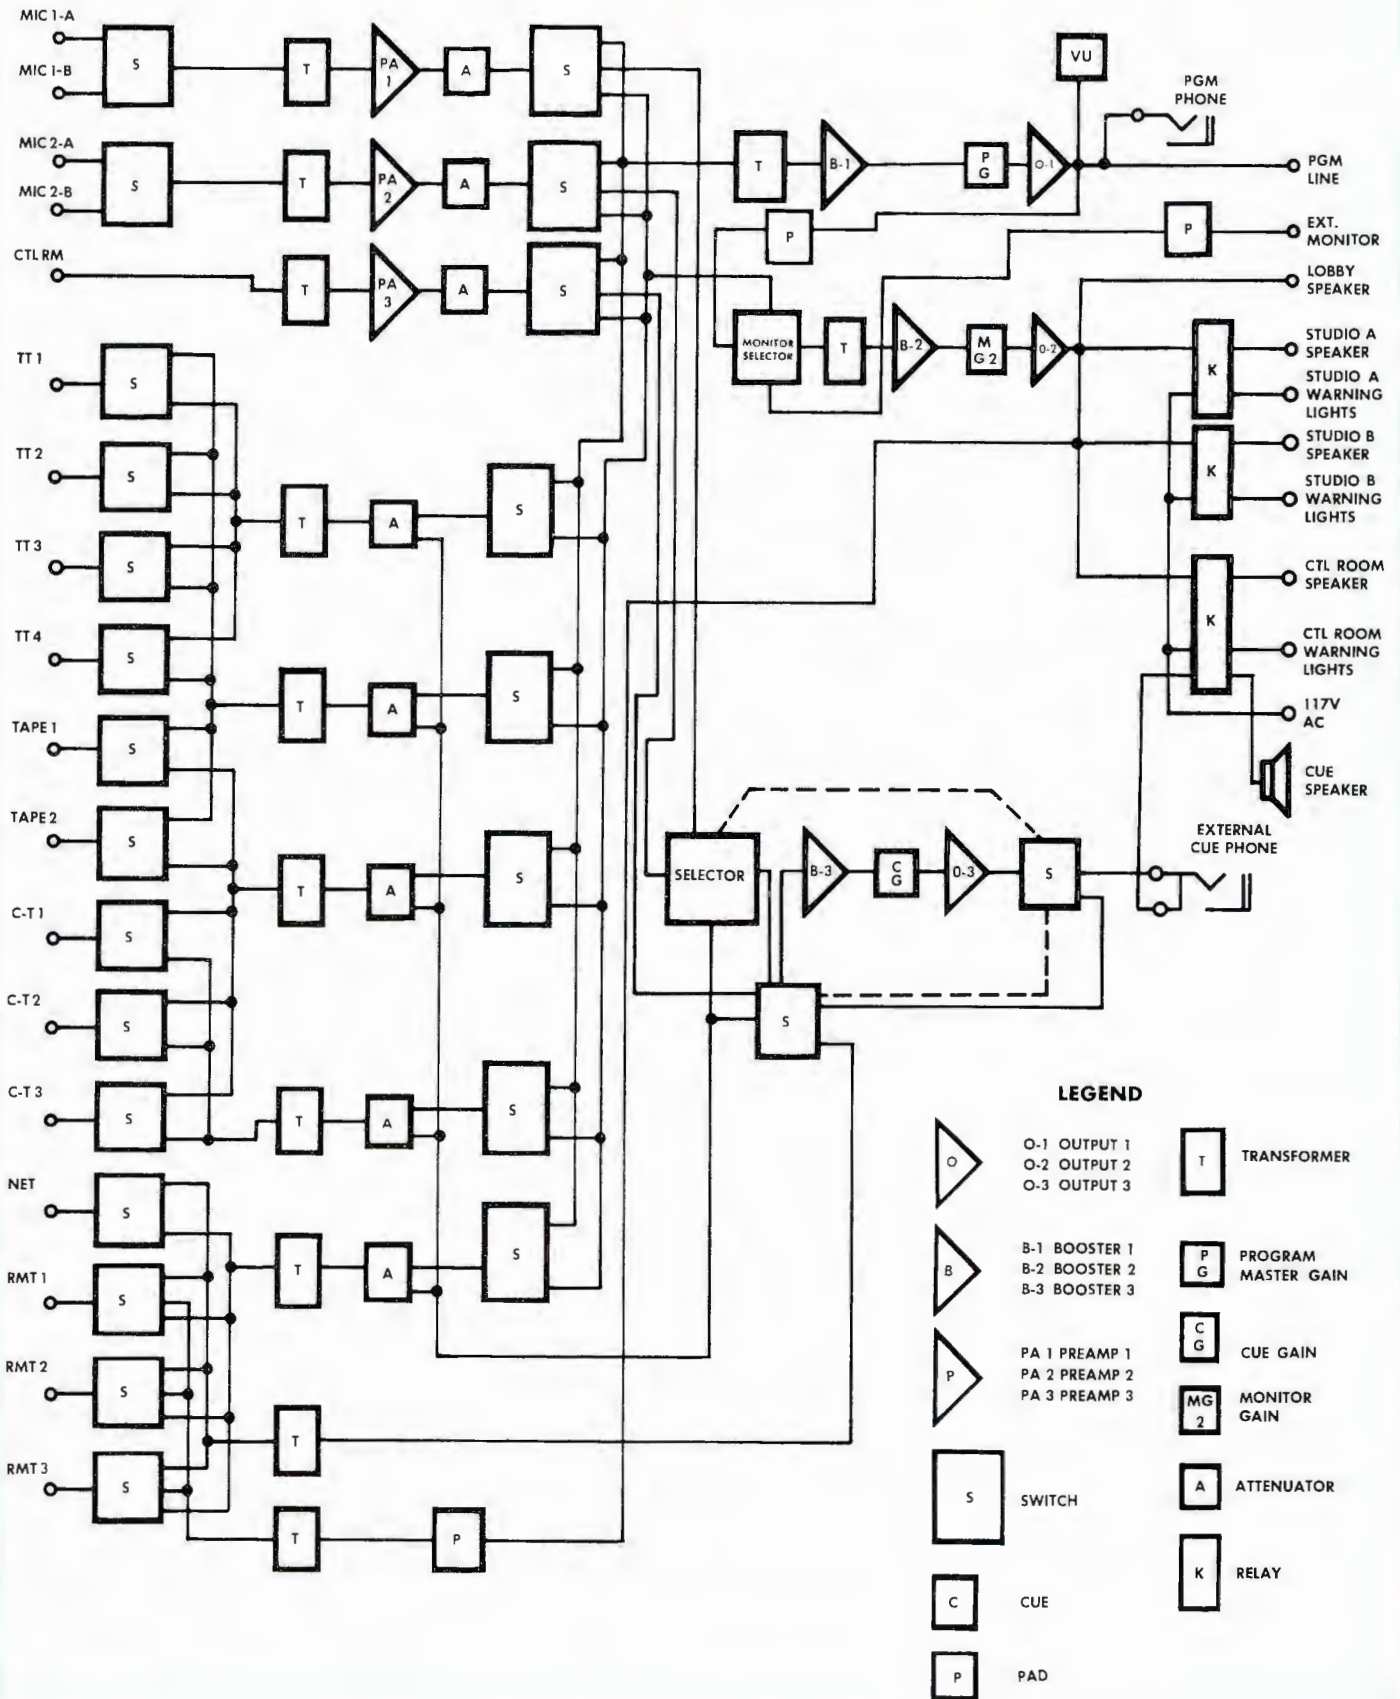 MIC 1-A
S
MIC 1-B
T
PA 1
A
S
VU
PGM PHONE
MIC 2-A
S
MIC 2-B
T
PA 2
A
S
T
B-1
P G
O-1
PGM LINE
P
P
EXT. MONITOR
CTL RM
T
PA 3
A
S
LOBBY SPEAKER
MONITOR SELECTOR
T
B-2
M G 2
O-2
K
STUDIO A SPEAKER
STUDIO A WARNING LIGHTS
TT 1
S
K
STUDIO B SPEAKER
STUDIO B WARNING LIGHTS
TT 2
S
T
A
S
TT 3
S
K
CTL ROOM SPEAKER
CTL ROOM WARNING LIGHTS
117V AC
TT 4
S
T
A
S
TAPE 1
S
CUE SPEAKER
TAPE 2
S
T
A
S
SELECTOR
B-3
C G
O-3
S
EXTERNAL CUE PHONE
C-T 1
S
C-T 2
S
S
C-T 3
S
T
A
S
NET
S
T
A
S
RMT 1
S
RMT 2
S
T
RMT 3
S
T
P
LEGEND
O
O-1 OUTPUT 1
O-2 OUTPUT 2
O-3 OUTPUT 3
T
TRANSFORMER
B
B-1 BOOSTER 1
B-2 BOOSTER 2
B-3 BOOSTER 3
P G
PROGRAM MASTER GAIN
C G
CUE GAIN
P
PA 1 PREAMP 1
PA 2 PREAMP 2
PA 3 PREAMP 3
MG 2
MONITOR GAIN
S
SWITCH
A
ATTENUATOR
K
RELAY
C
CUE
P
PAD